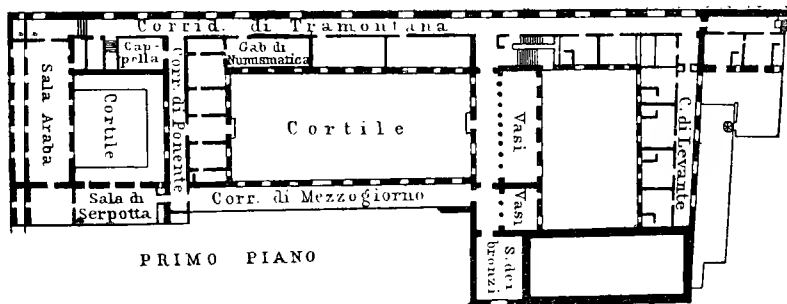 Corrid. di Tramontana
Cap-
pella
Gab. di
Numismatica
Corr. di Ponente
Sala Araba
Cortile
Cortile
Vasi
C. di Levante
Sala di
Serpotta
Corr. di Mezzogiorno
Vasi
S. dei
bronzi
PRIMO PIANO